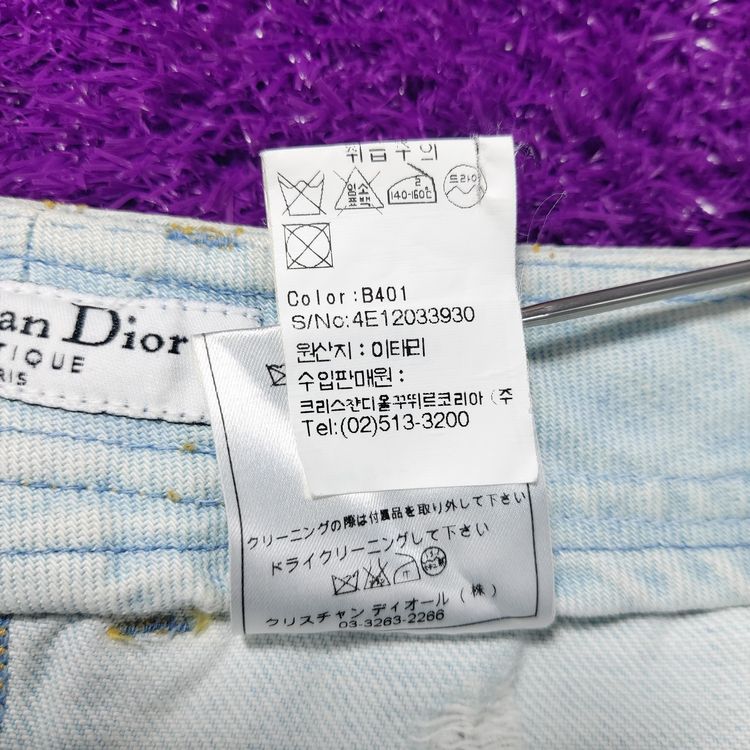 취급주의
염소
표백
ㄹ
140-160℃
드라이
Color:B401
S/No:4E12033930
원산지 : 이태리
수입판매원 :
크리스챤디올꾸뛰르코리아 (주
Tel:(02)513-3200
an Dior
TIQUE
RIS
クリーニングの際は付属品を取り外して下さい
ドライクリーニングして下さい
クリスチャン ディオール (株)
03-3263-2266